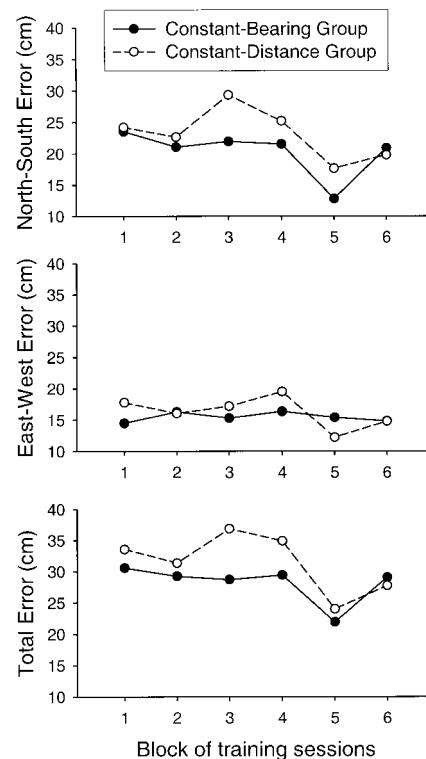 Constant-Bearing Group
Constant-Distance Group
North-South Error (cm)
40
35
30
25
20
15
10
1 2 3 4 5 6
East-West Error (cm)
40
35
30
25
20
15
10
1 2 3 4 5 6
Total Error (cm)
40
35
30
25
20
15
10
1 2 3 4 5 6
Block of training sessions